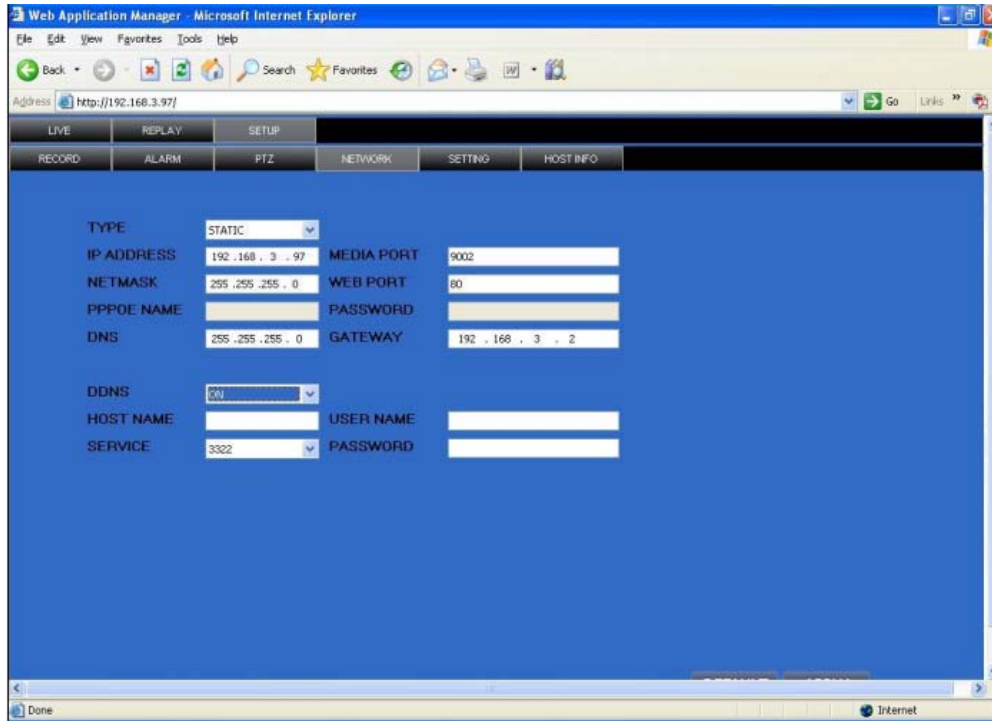 Web Application Manager - Microsoft Internet Explorer
File Edit View Favorites Tools Help
Back Search Favorites
Address http://192.168.3.97/ Go Links »
LIVE REPLAY SETUP
RECORD ALARM PTZ NETWORK SETTING HOST INFO
TYPE STATIC
IP ADDRESS 192 .168 . 3 . 97 MEDIA PORT 9002
NETMASK 255 .255 .255 . 0 WEB PORT 80
PPPOE NAME PASSWORD
DNS 255 .255 .255 . 0 GATEWAY 192 . 168 . 3 . 2
DDNS ON
HOST NAME USER NAME
SERVICE 3322 PASSWORD
Done Internet